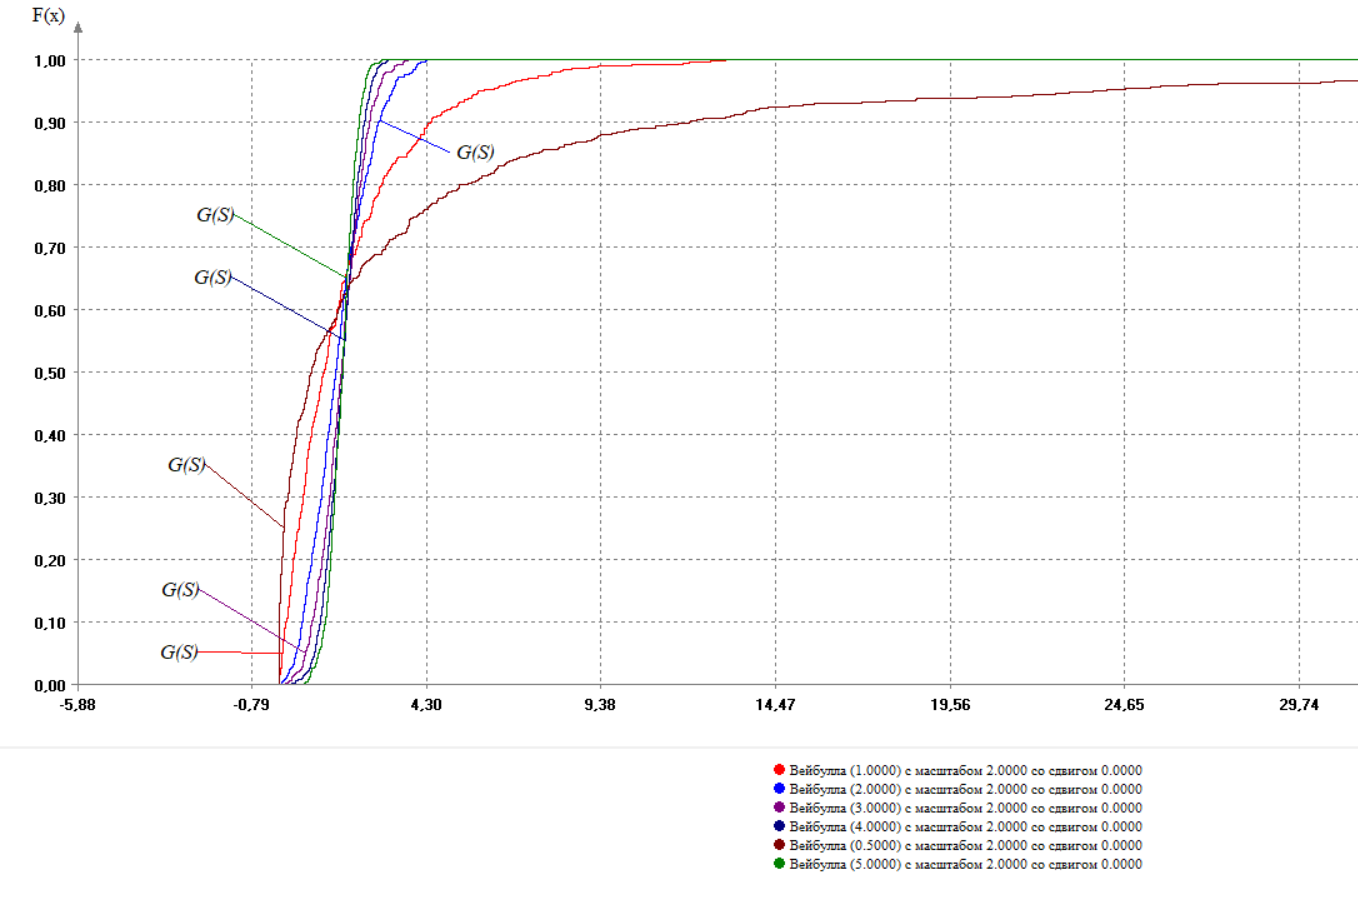 F(x)
1,00
0,90
G(S)
0,80
G(S)
0,70
G(S)
0,60
0,50
0,40
G(S)
0,30
0,20
G(S)
0,10
G(S)
0,00
-5,88 -0,79 4,30 9,38 14,47 19,56 24,65 29,74
Вейбулла (1.0000) с масштабом 2.0000 со сдвигом 0.0000
Вейбулла (2.0000) с масштабом 2.0000 со сдвигом 0.0000
Вейбулла (3.0000) с масштабом 2.0000 со сдвигом 0.0000
Вейбулла (4.0000) с масштабом 2.0000 со сдвигом 0.0000
Вейбулла (0.5000) с масштабом 2.0000 со сдвигом 0.0000
Вейбулла (5.0000) с масштабом 2.0000 со сдвигом 0.0000